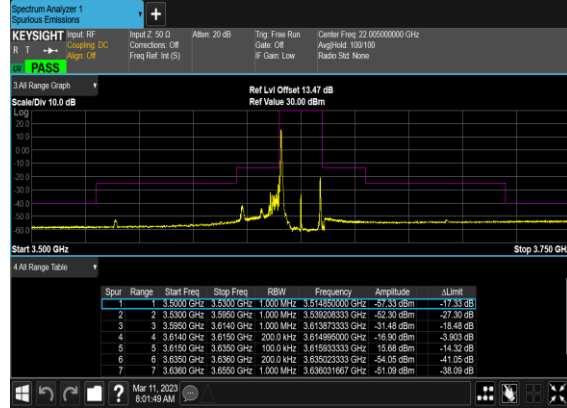 Spectrum Analyzer 1
Spurious Emissions
+
KEYSIGHT Input: RF Input Z: 50 Ω Atten: 20 dB Trig: Free Run Center Freq: 22.005000000 GHz
R T Coupling: DC Corrections: Off Gate: Off Avg|Hold: 100/100
Align: Off Freq Ref: Int (S) IF Gain: Low Radio Std: None
PASS
3 All Range Graph
Ref Lvl Offset 13.47 dB
Scale/Div 10.0 dB Ref Value 30.00 dBm
Log
20.0
10.0
0.00
-10.0
-20.0
-30.0
-40.0
-50.0
-60.0
Start 3.500 GHz Stop 3.750 GH
4 All Range Table
Spur Range Start Freq Stop Freq RBW Frequency Amplitude ΔLimit
1 1 3.5000 GHz 3.5300 GHz 1.000 MHz 3.514850000 GHz -57.33 dBm -17.33 dB
2 2 3.5300 GHz 3.5950 GHz 1.000 MHz 3.539208333 GHz -52.30 dBm -27.30 dB
3 3 3.5950 GHz 3.6140 GHz 1.000 MHz 3.613873333 GHz -31.48 dBm -18.48 dB
4 4 3.6140 GHz 3.6150 GHz 200.0 kHz 3.614995000 GHz -16.90 dBm -3.903 dB
5 5 3.6150 GHz 3.6350 GHz 100.0 kHz 3.615933333 GHz 15.68 dBm -14.32 dB
6 6 3.6350 GHz 3.6360 GHz 200.0 kHz 3.635023333 GHz -54.05 dBm -41.05 dB
7 7 3.6360 GHz 3.6550 GHz 1.000 MHz 3.636031667 GHz -51.09 dBm -38.09 dB
? Mar 11, 2023
8:01:49 AM